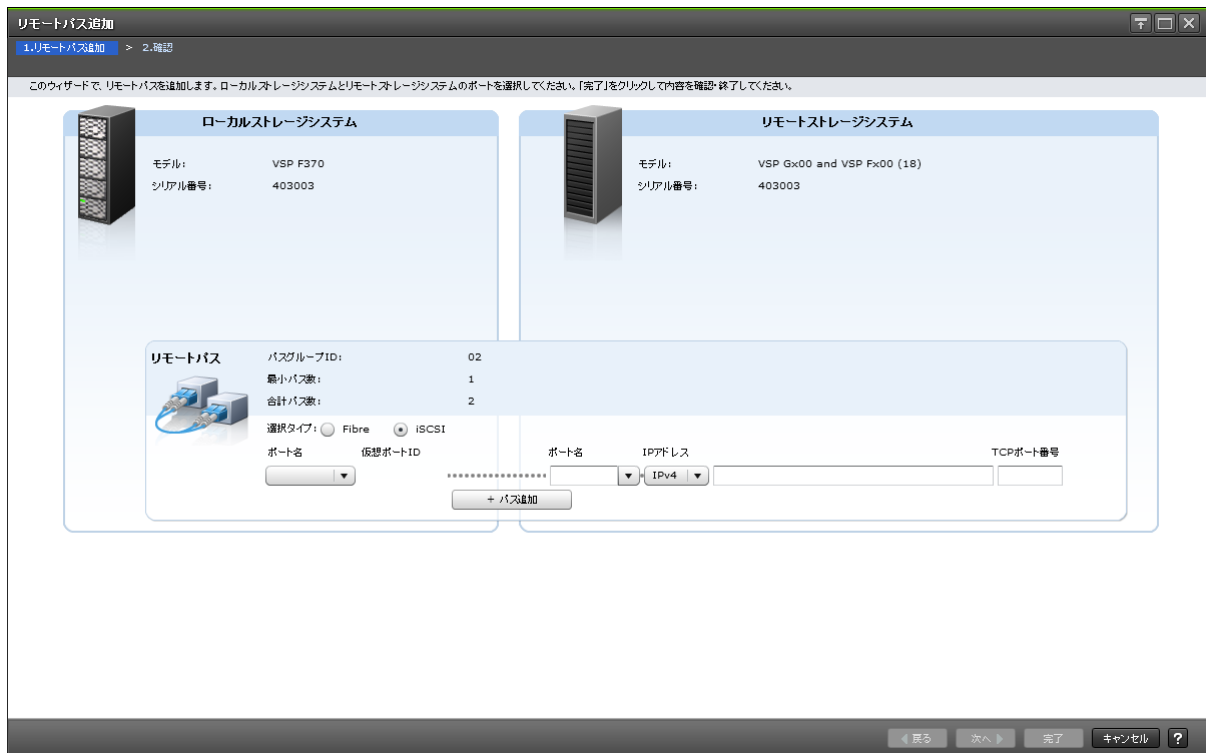 リモートパス追加
1.リモートパス追加 > 2.確認
このウィザードで、リモートパスを追加します。ローカルストレージシステムとリモートストレージシステムのポートを選択してください。「完了」をクリックして内容を確認・終了してください。
ローカルストレージシステム
モデル: VSP F370
シリアル番号: 403003
リモートストレージシステム
モデル: VSP Gx00 and VSP Fx00 (18)
シリアル番号: 403003
リモートパス
パスグループID: 02
最小パス数: 1
合計パス数: 2
選択タイプ: Fibre iSCSI
ポート名 仮想ポートID ポート名 IPアドレス TCPポート番号
IPv4
+ パス追加
戻る 次へ 完了 キャンセル ?